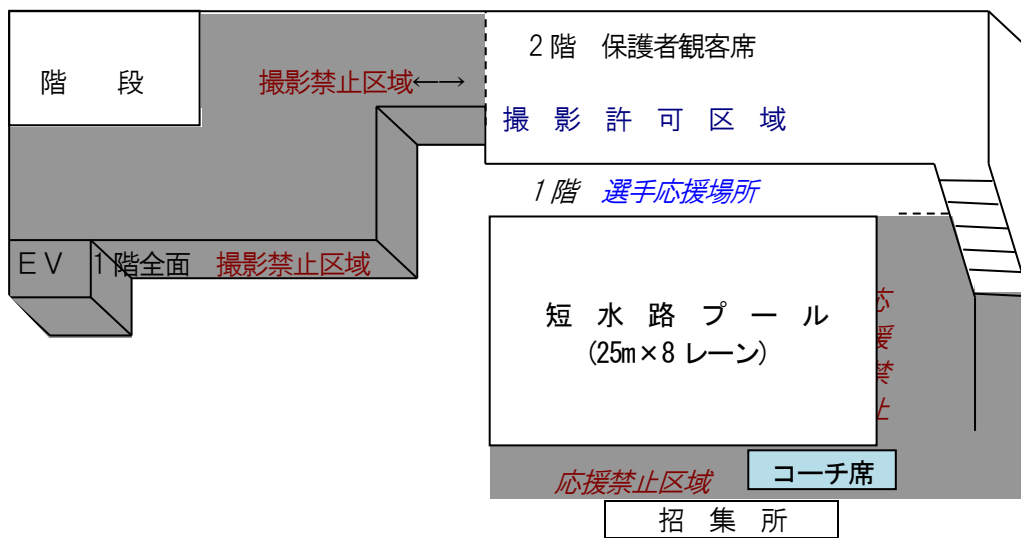 2階 保護者観客席
階 段
撮影禁止区域←→
撮 影 許 可 区 域
1階 選手応援場所
EV 1階全面 撮影禁止区域
短 水 路 プ ー ル
(25m×8 レーン)
応援禁止
応援禁止区域
コーチ席
招 集 所